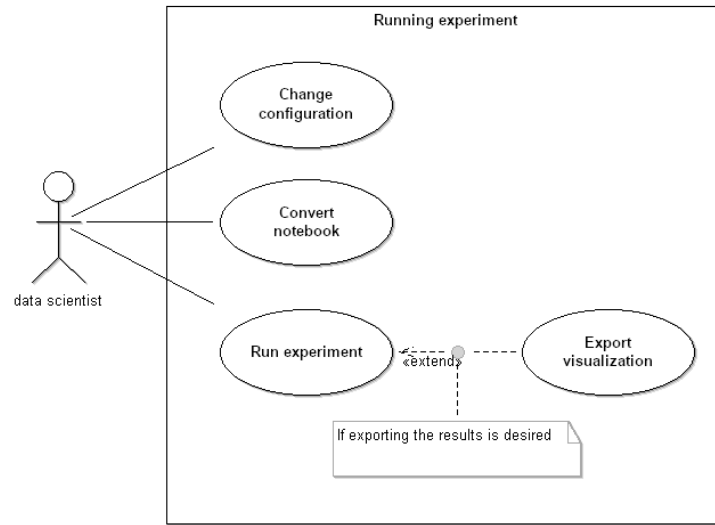 Running experiment
Change
configuration
Convert
notebook
data scientist
Run experiment
«extend»
Export
visualization
If exporting the results is desired